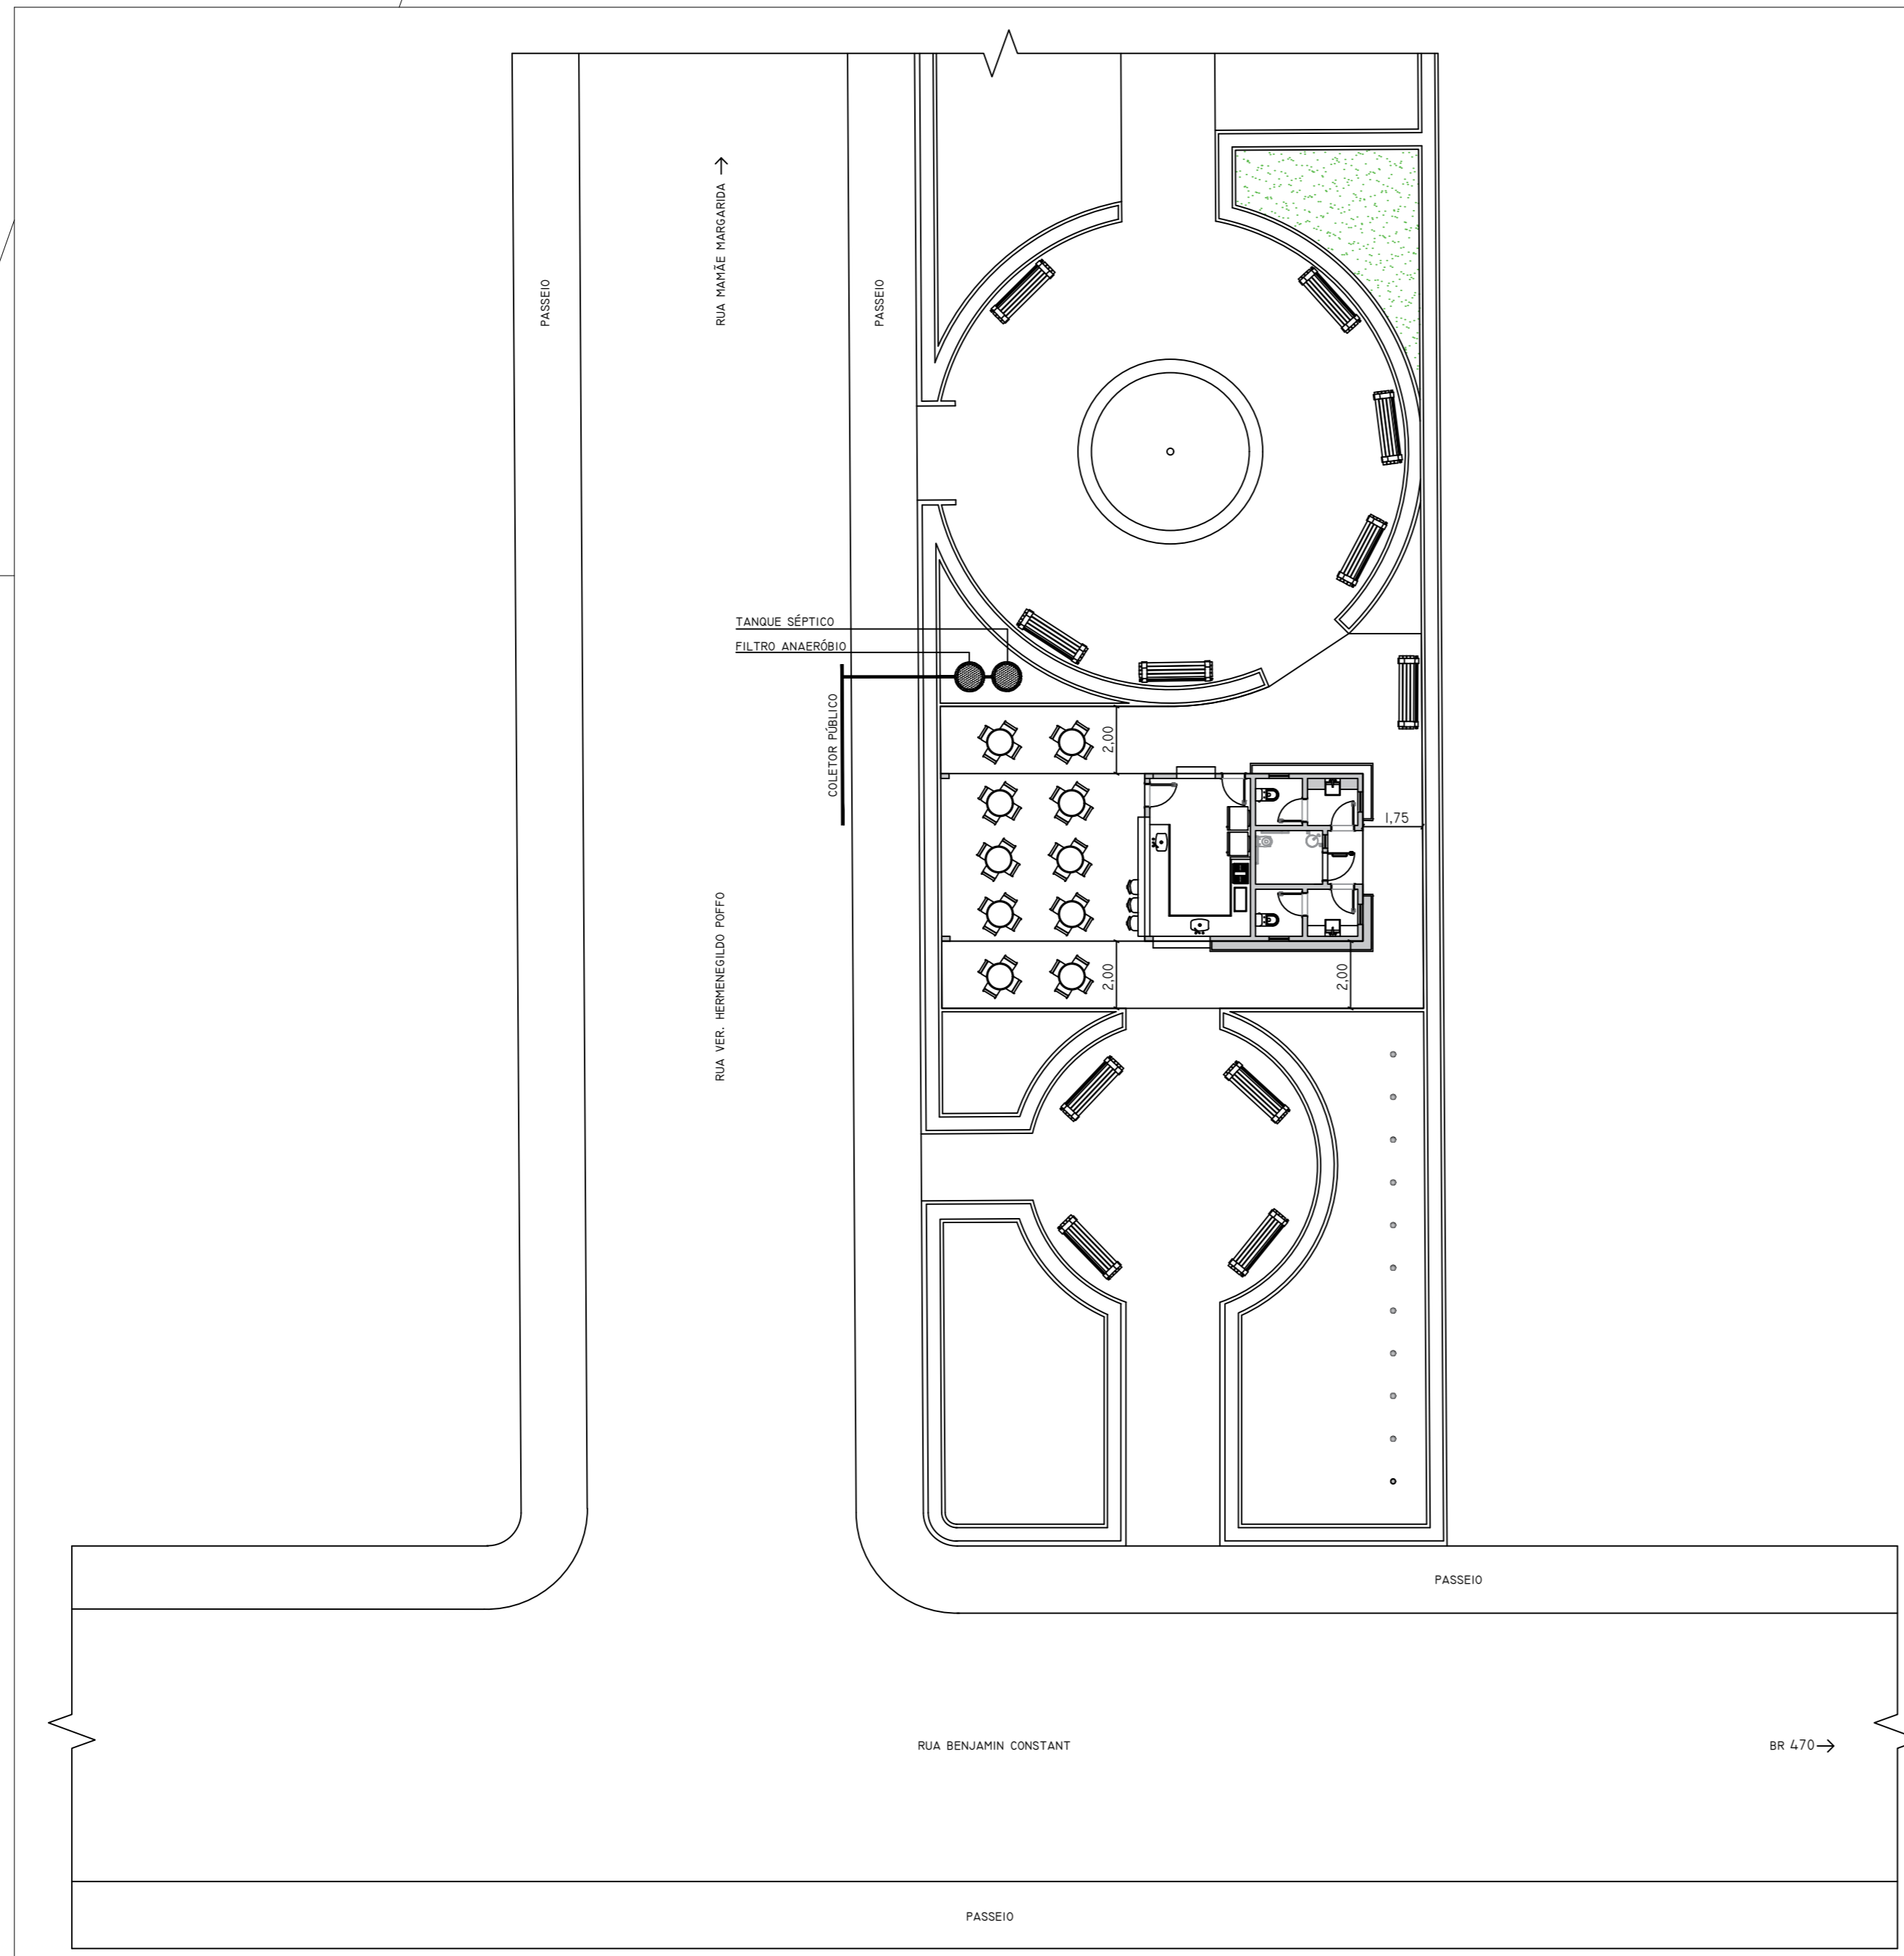 RUA MAMÃE MARGARIDA
PASSEIO
PASSEIO
TANQUE SÉPTICO
FILTRO ANAERÓBIO
COLETOR PÚBLICO
2,00
1,75
RUA VER. HERMENEGILDO POFFO
2,00
2,00
PASSEIO
RUA BENJAMIN CONSTANT
BR 470
PASSEIO